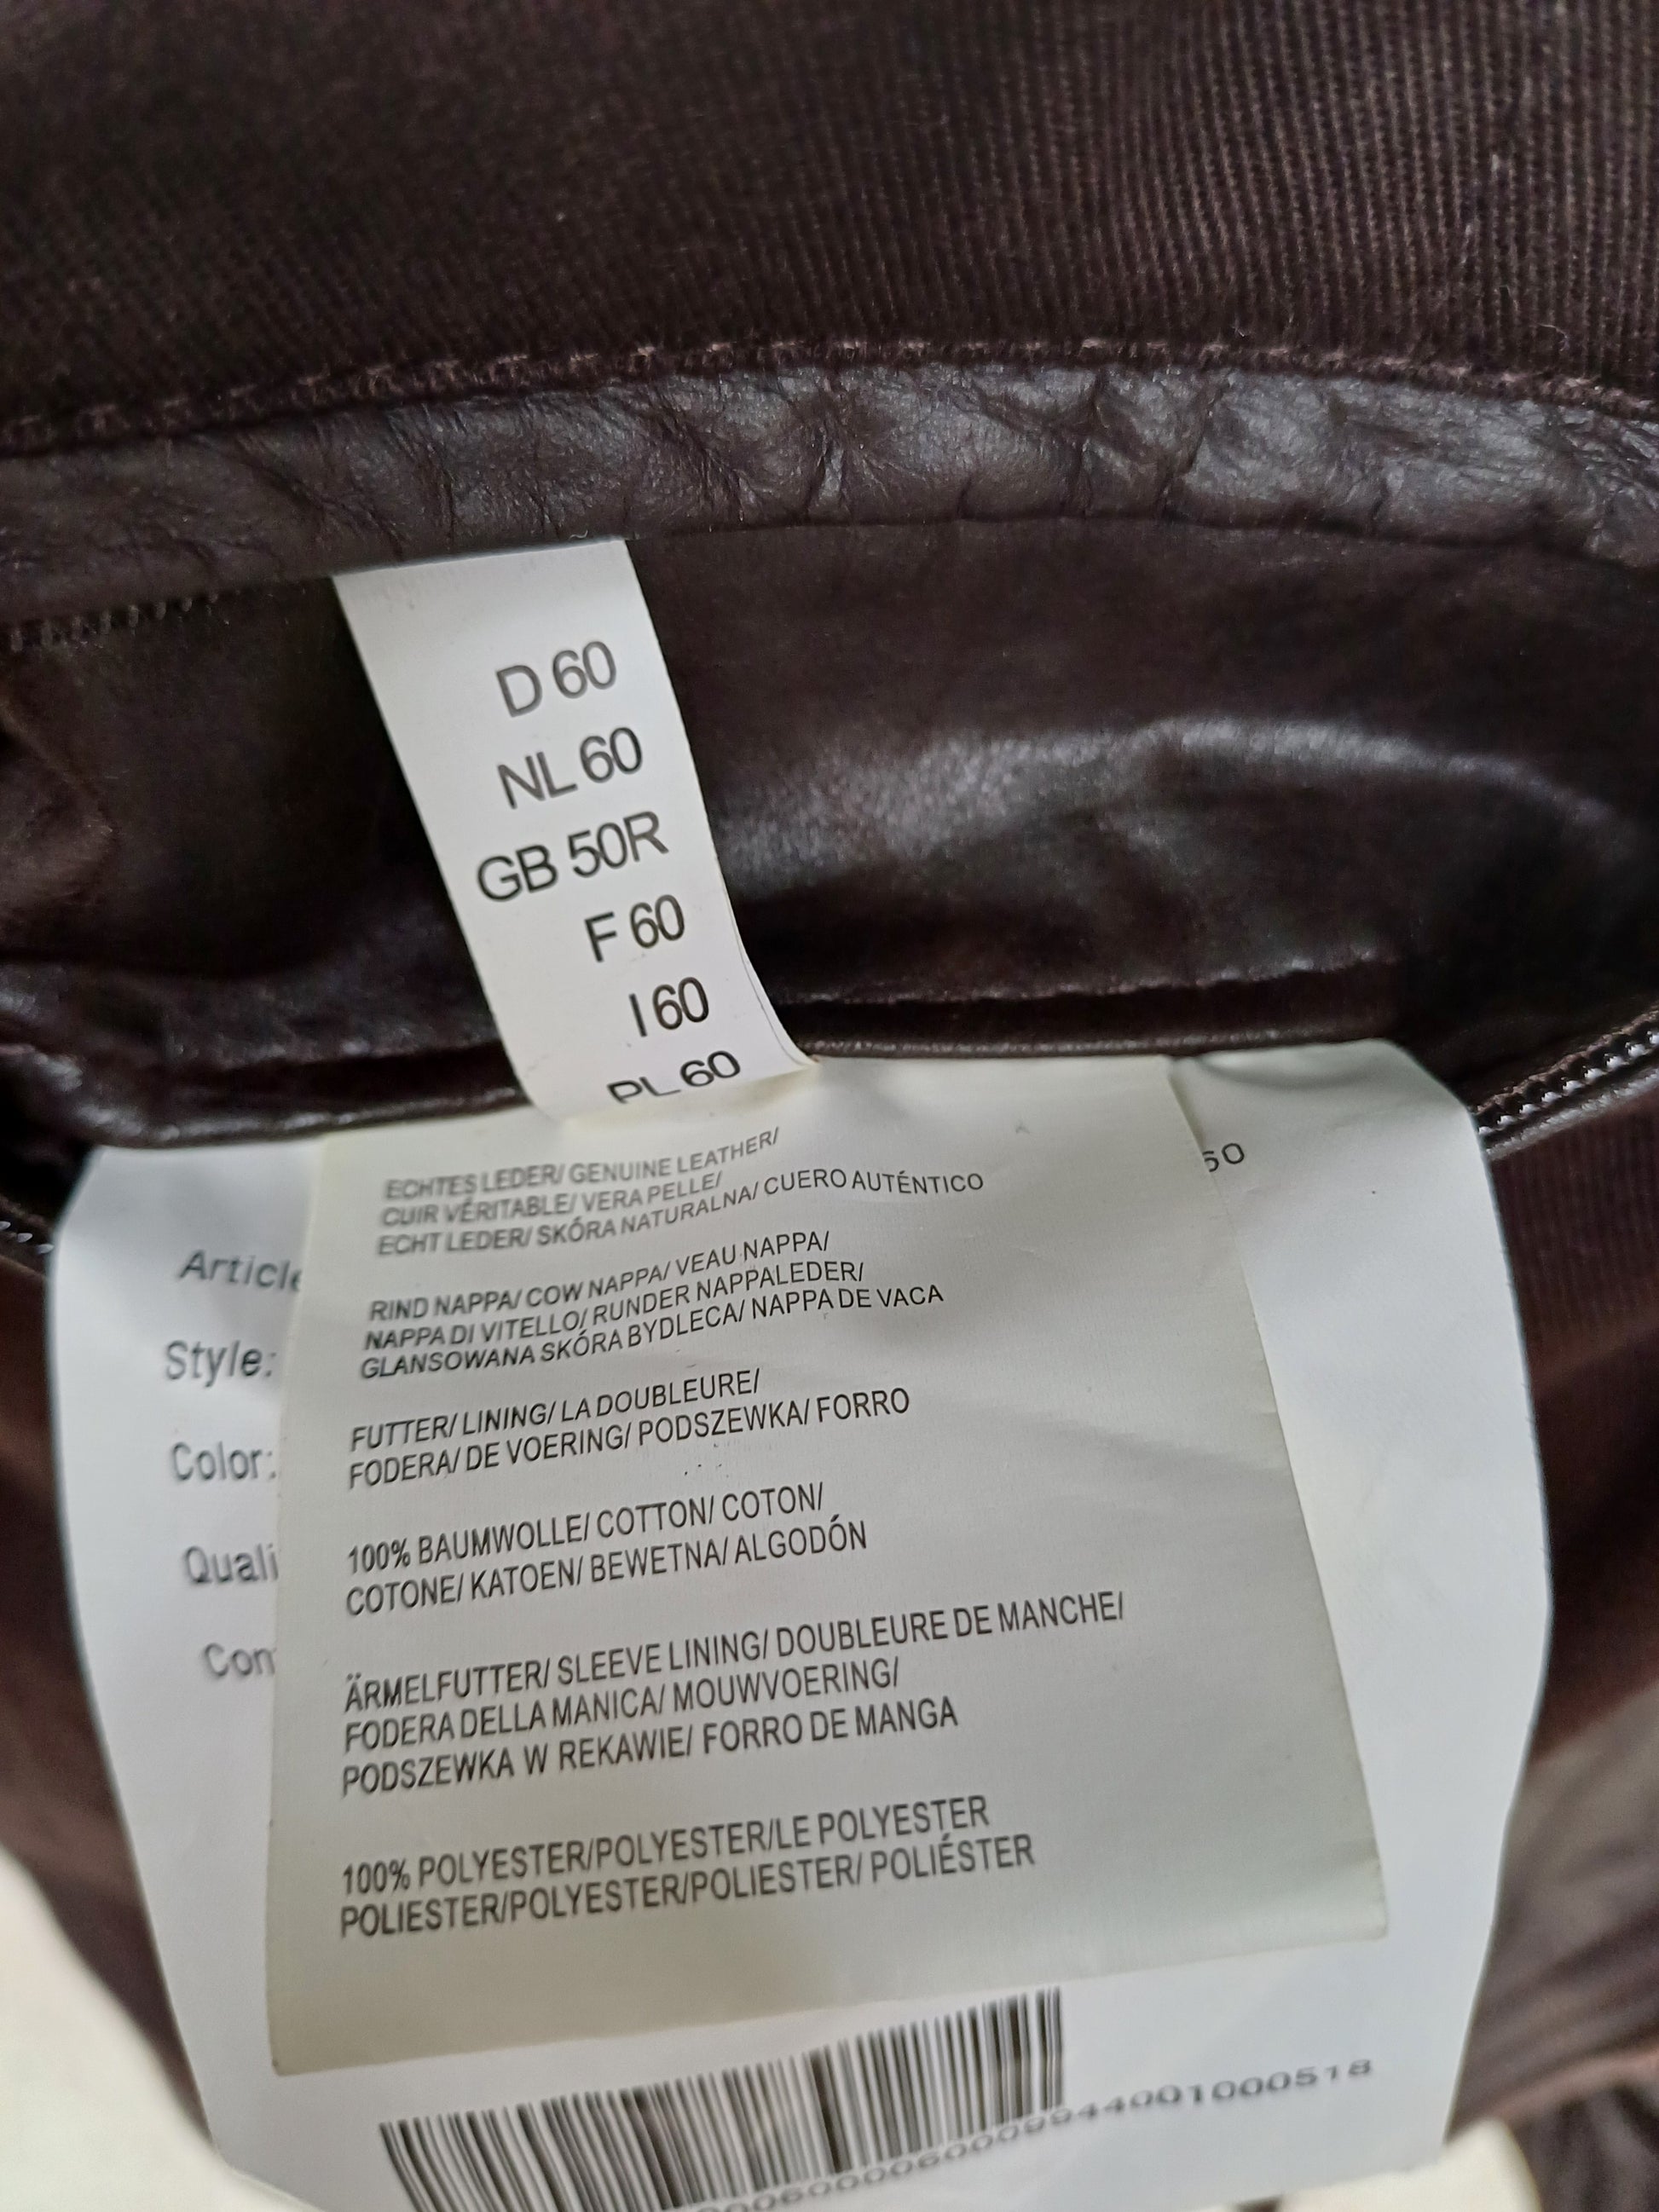 D 60
NL 60
GB 50R
F 60
I 60
PL 60
ECHTES LEDER/ GENUINE LEATHER/
CUIR VÉRITABLE/ VERA PELLE/
ECHT LEDER/ SKÓRA NATURALNA/ CUERO AUTÉNTICO
RIND NAPPA/ COW NAPPA/ VEAU NAPPA/
NAPPA DI VITELLO/ RUNDER NAPPALEDER/
GLANSOWANA SKÓRA BYDLECA/ NAPPA DE VACA
FUTTER/ LINING/ LA DOUBLEURE/
FODERA/ DE VOERING/ PODSZEWKA/ FORRO
100% BAUMWOLLE/ COTTON/ COTON/
COTONE/ KATOEN/ BEWETNA/ ALGODÓN
ÄRMELFUTTER/ SLEEVE LINING/ DOUBLEURE DE MANCHE/
FODERA DELLA MANICA/ MOUWVOERING/
PODSZEWKA W REKAWIE/ FORRO DE MANGA
100% POLYESTER/POLYESTER/LE POLYESTER
POLIESTER/POLYESTER/POLIESTER/ POLIÉSTER
Style:
Color: